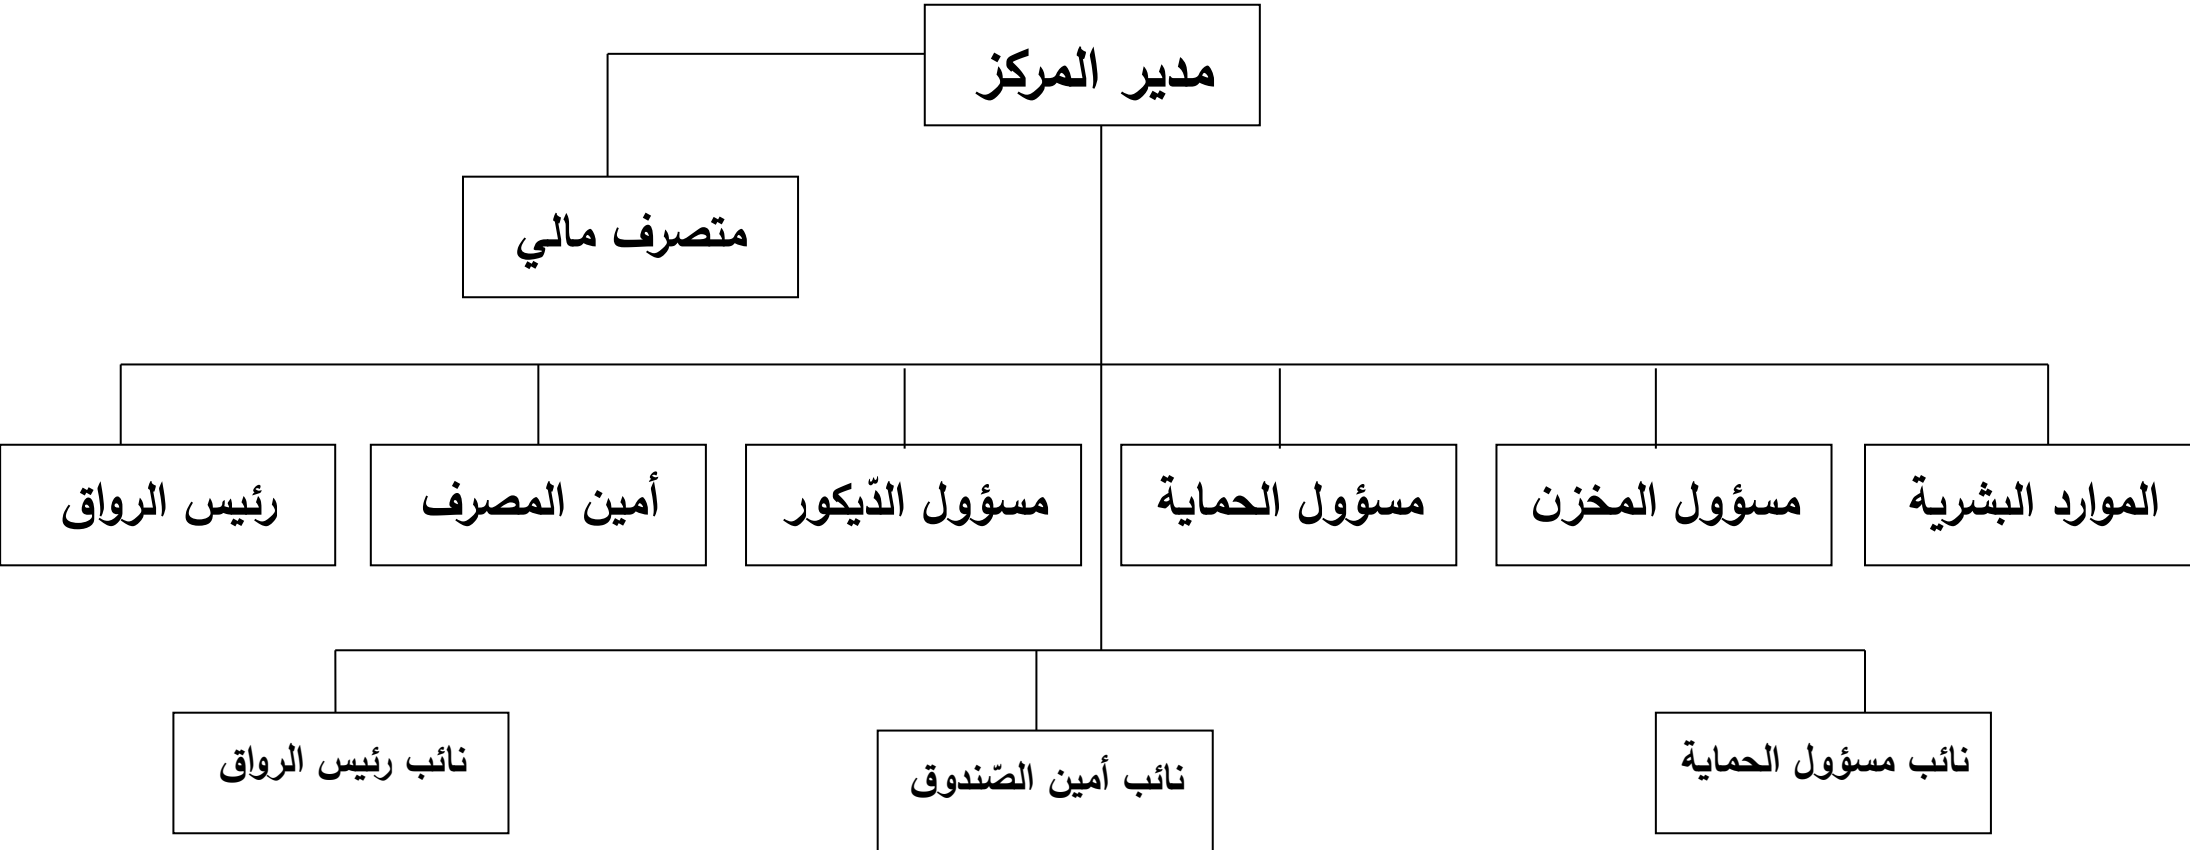 مدير المركز
متصرف مالي
الموارد البشرية
مسؤول المخزن
مسؤول الحماية
مسؤول الدّيكور
أمين المصرف
رئيس الرواق
نائب مسؤول الحماية
نائب أمين الصّندوق
نائب رئيس الرواق